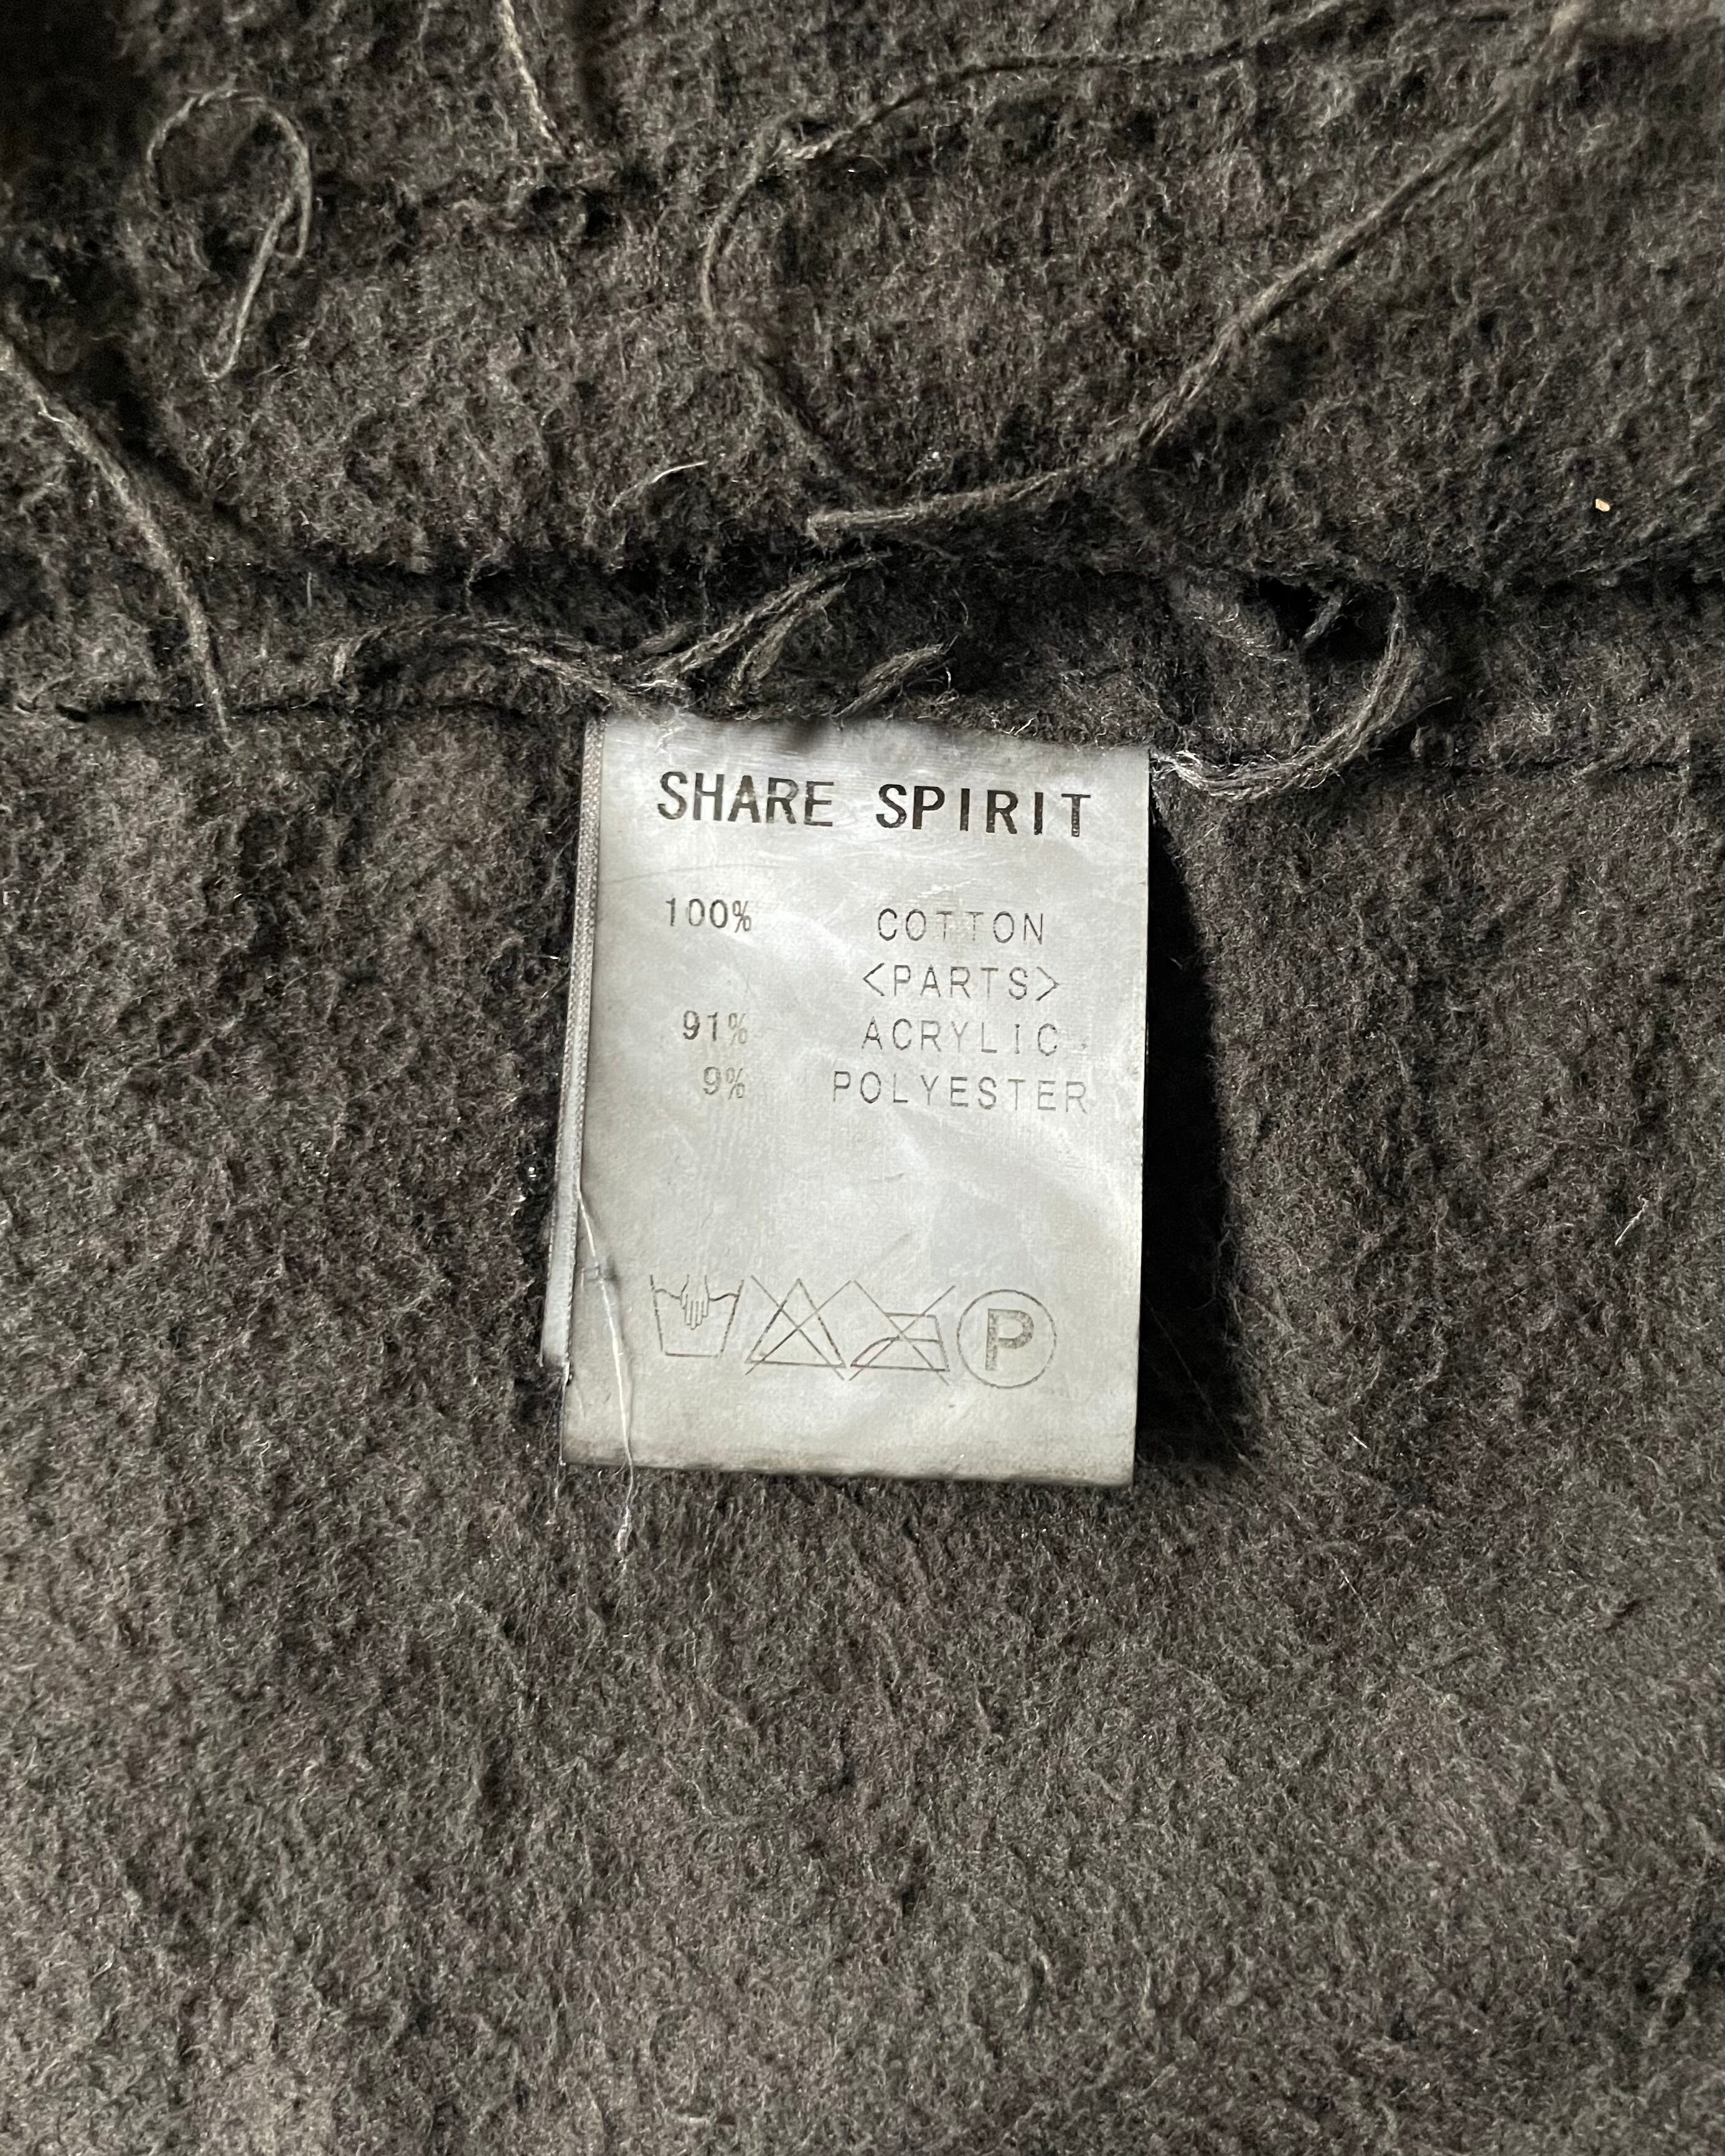 SHARE SPIRIT
100% COTTON
<PARTS>
91% ACRYLIC
9% POLYESTER
P